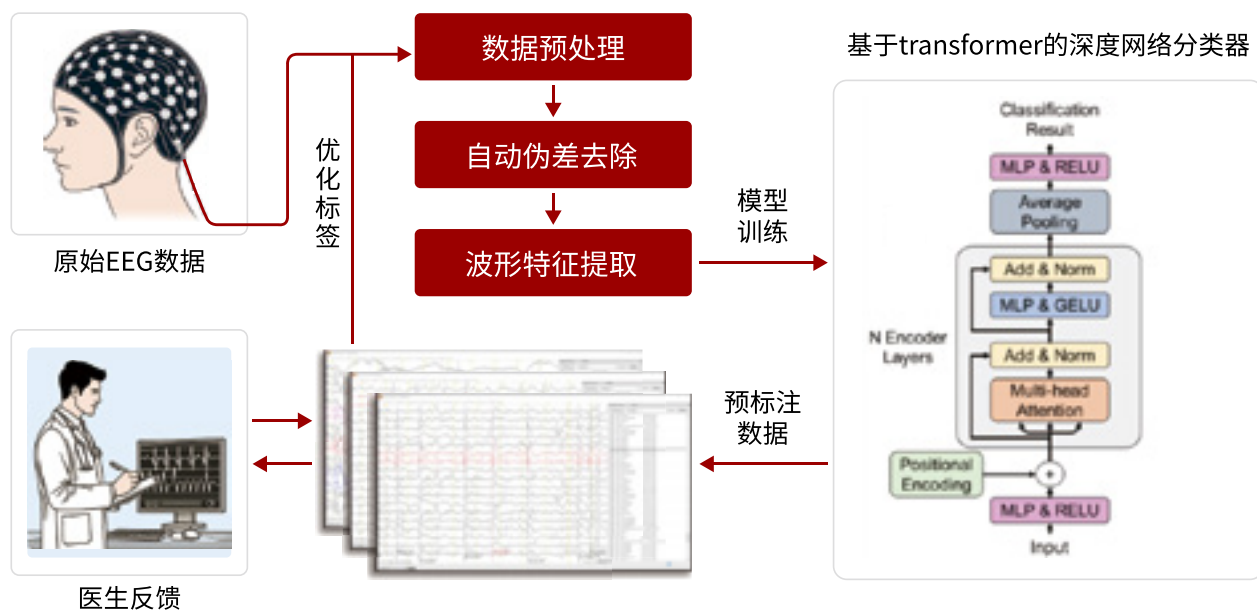 原始EEG数据
优化标签
数据预处理
自动伪差去除
波形特征提取
模型
训练
基于transformer的深度网络分类器
Classification
Result
MLP & RELU
Average
Pooling
Add & Norm
MLP & GELU
N Encoder
Layers
Add & Norm
Multi-head
Attention
Positional
Encoding
+
MLP & RELU
Input
预标注
数据
医生反馈